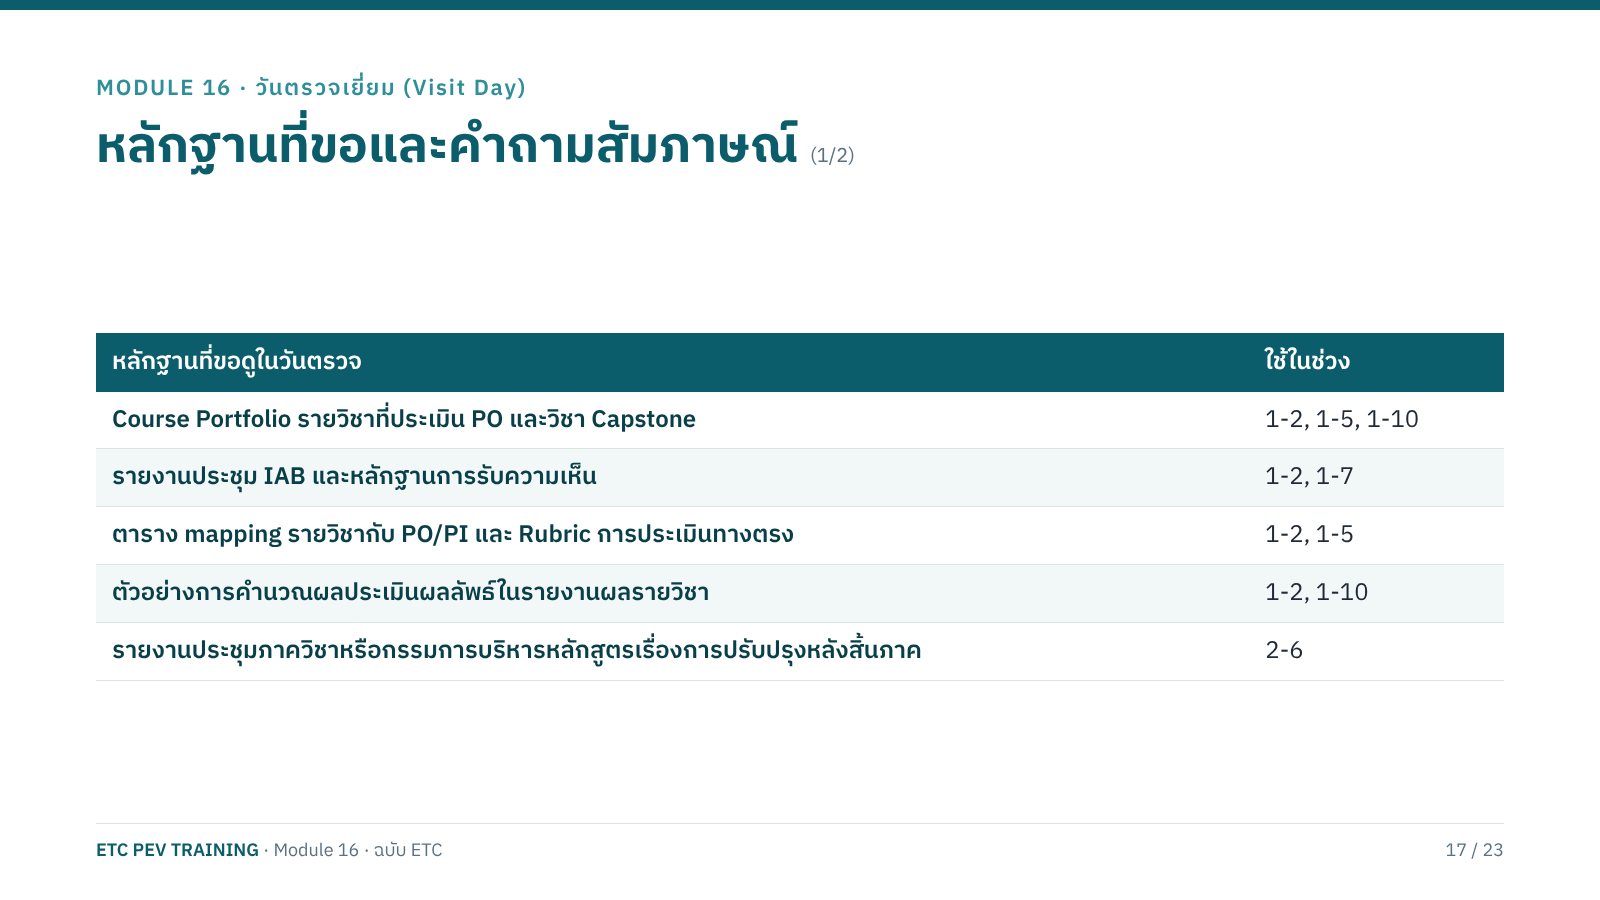 MODULE 16 · วันตรวจเยี่ยม (Visit Day)
หลักฐานที่ขอและคำถามสัมภาษณ์ (1/2)
หลักฐานที่ขอดูในวันตรวจ ใช้ในช่วง
Course Portfolio รายวิชาที่ประเมิน PO และวิชา Capstone 1-2, 1-5, 1-10
รายงานประชุม IAB และหลักฐานการรับความเห็น 1-2, 1-7
ตาราง mapping รายวิชากับ PO/PI และ Rubric การประเมินทางตรง 1-2, 1-5
ตัวอย่างการคำนวณผลประเมินผลลัพธ์ในรายงานผลรายวิชา 1-2, 1-10
รายงานประชุมภาควิชาหรือกรรมการบริหารหลักสูตรเรื่องการปรับปรุงหลังสิ้นภาค 2-6
ETC PEV TRAINING · Module 16 · ฉบับ ETC 17 / 23